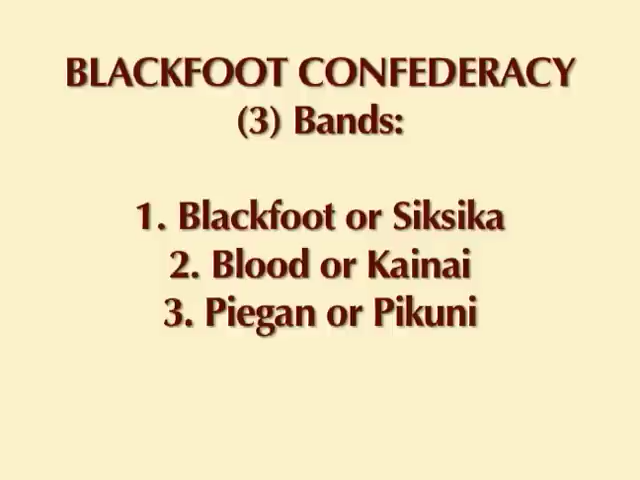 BLACKFOOT CONFEDERACY
(3) Bands:
1. Blackfoot or Siksika
2. Blood or Kainai
3. Piegan or Pikuni